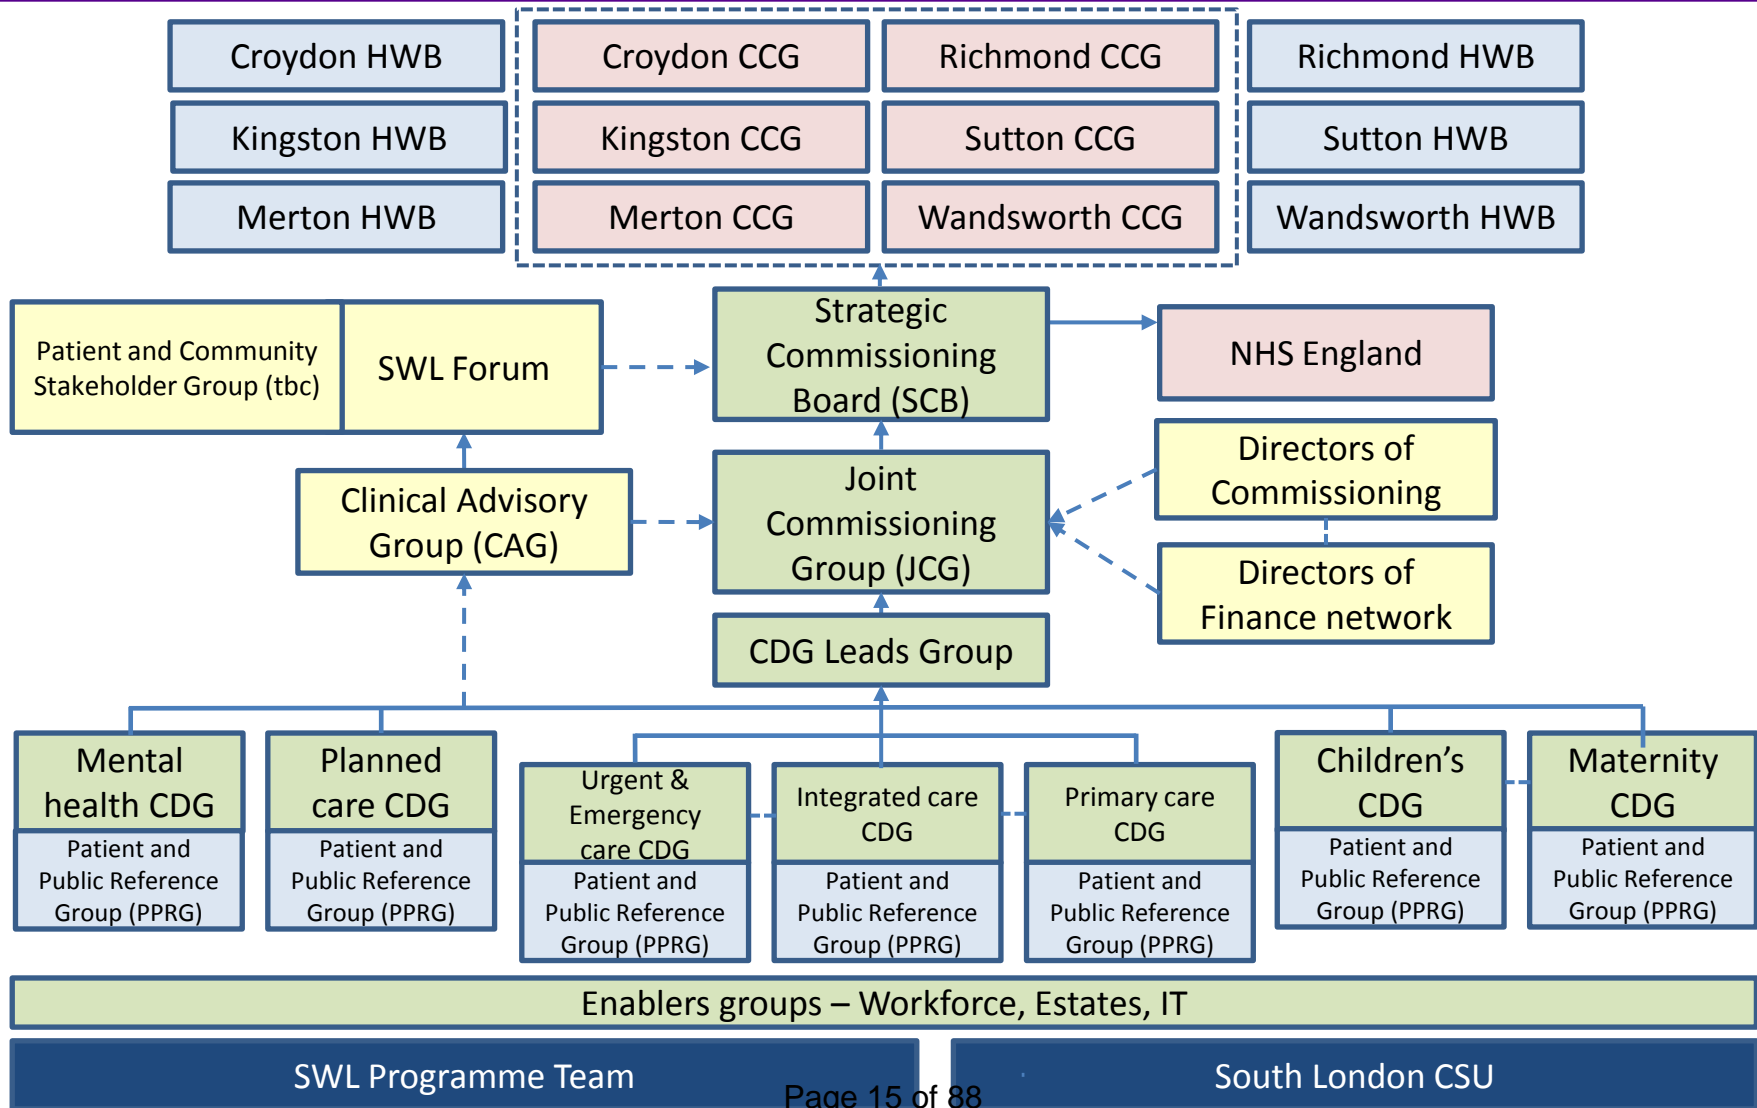 Croydon HWB
Croydon CCG
Richmond CCG
Richmond HWB
Kingston HWB
Kingston CCG
Sutton CCG
Sutton HWB
Merton HWB
Merton CCG
Wandsworth CCG
Wandsworth HWB
Patient and Community
Stakeholder Group (tbc)
SWL Forum
Strategic
Commissioning
Board (SCB)
NHS England
Clinical Advisory
Group (CAG)
Joint
Commissioning
Group (JCG)
Directors of
Commissioning
Directors of
Finance network
CDG Leads Group
Mental
health CDG
Patient and
Public Reference
Group (PPRG)
Planned
care CDG
Patient and
Public Reference
Group (PPRG)
Urgent &
Emergency
care CDG
Patient and
Public Reference
Group (PPRG)
Integrated care
CDG
Patient and
Public Reference
Group (PPRG)
Primary care
CDG
Patient and
Public Reference
Group (PPRG)
Children’s
CDG
Patient and
Public Reference
Group (PPRG)
Maternity
CDG
Patient and
Public Reference
Group (PPRG)
Enablers groups – Workforce, Estates, IT
SWL Programme Team
South London CSU
Page 15 of 88